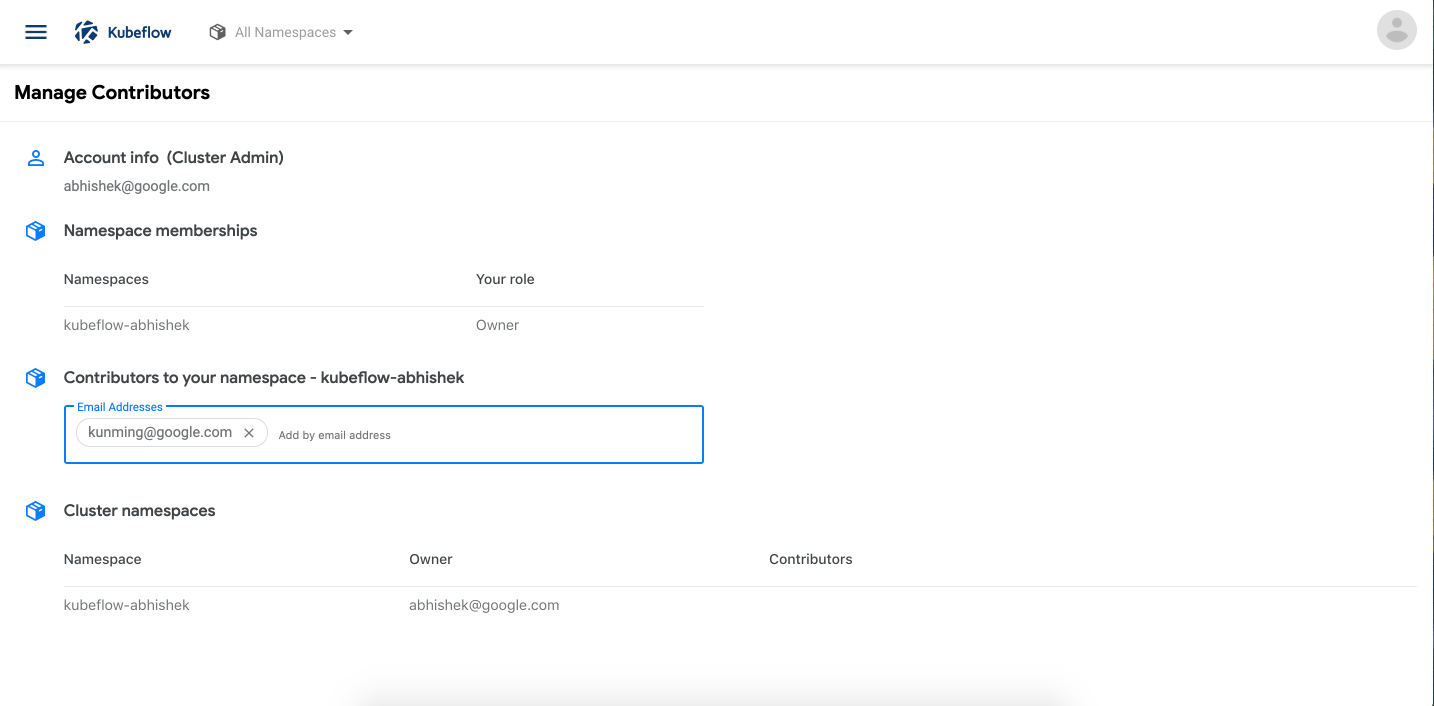 Kubeflow All Namespaces
Manage Contributors
Account info (Cluster Admin)
abhishek@google.com
Namespace memberships
Namespaces Your role
kubeflow-abhishek Owner
Contributors to your namespace - kubeflow-abhishek
Email Addresses
kunming@google.com Add by email address
Cluster namespaces
Namespace Owner Contributors
kubeflow-abhishek abhishek@google.com